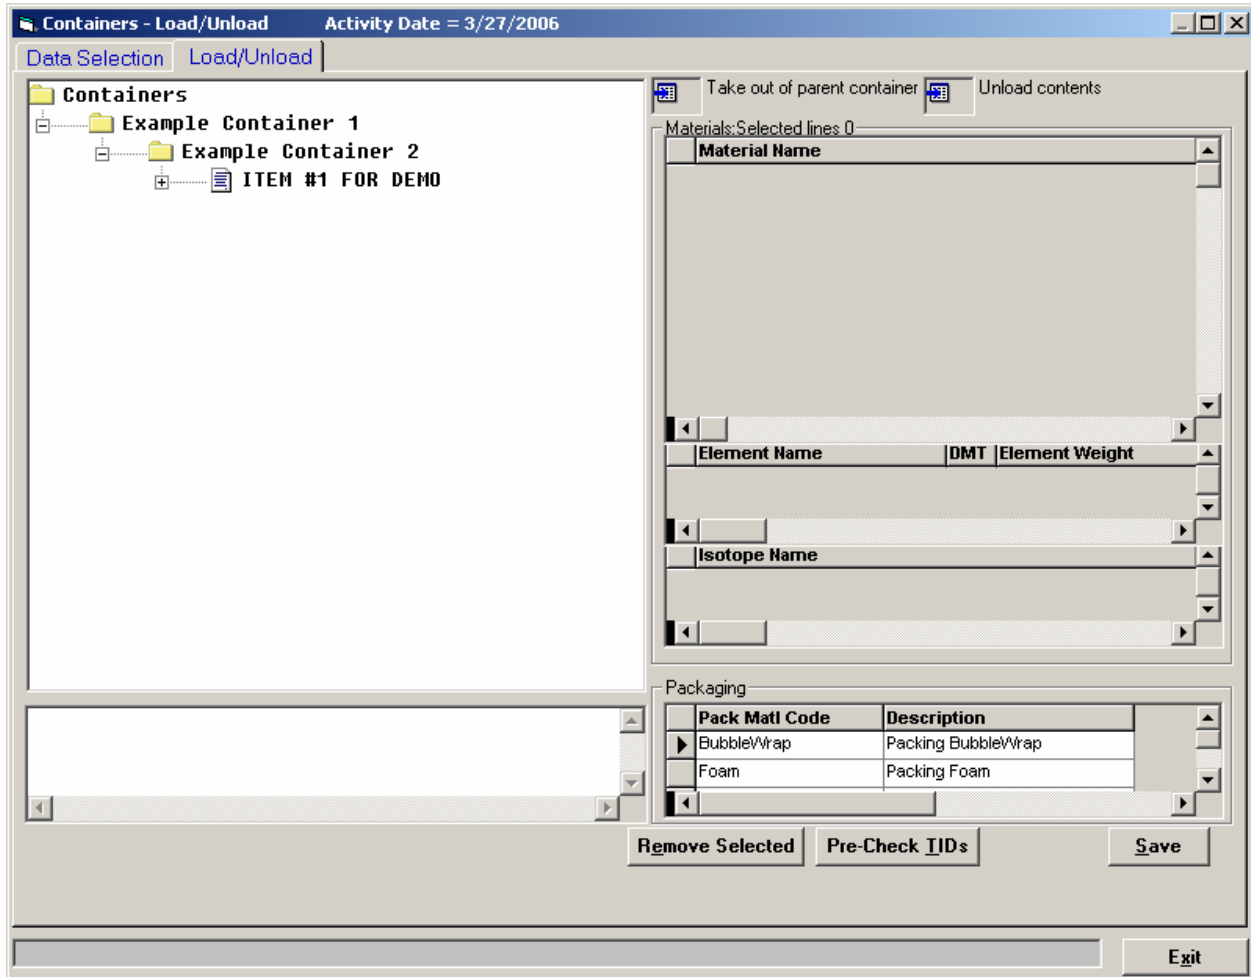 Containers - Load/Unload Activity Date = 3/27/2006
Data Selection Load/Unload
Containers
Example Container 1
Example Container 2
ITEM #1 FOR DEMO
Take out of parent container Unload contents
Materials:Selected lines 0
Material Name
Element Name DMT Element Weight
Isotope Name
Packaging
Pack Matl Code Description
BubbleWrap Packing BubbleWrap
Foam Packing Foam
Remove Selected Pre-Check TIDs Save
Exit